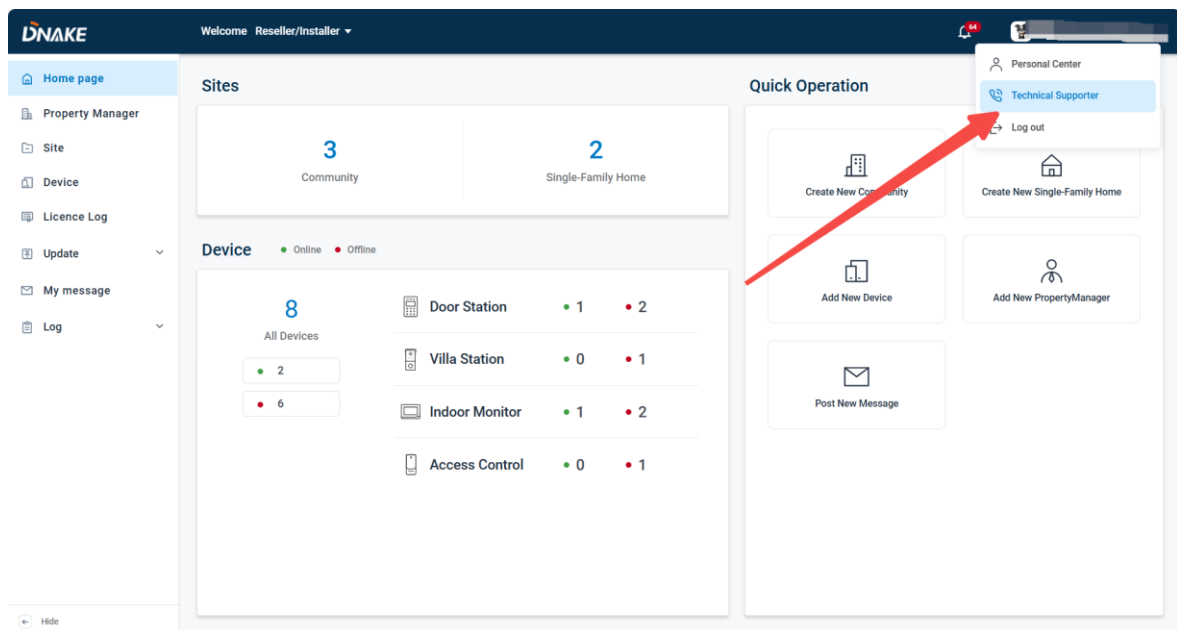 DNAKE
Welcome Reseller/Installer
64
Home page
Property Manager
Site
Device
Licence Log
Update
My message
Log
Hide
Sites
3
Community
2
Single-Family Home
Device
Online
Offline
8
All Devices
2
6
Door Station 1 2
Villa Station 0 1
Indoor Monitor 1 2
Access Control 0 1
Quick Operation
Personal Center
Technical Supporter
Log out
Create New Community
Create New Single-Family Home
Add New Device
Add New PropertyManager
Post New Message